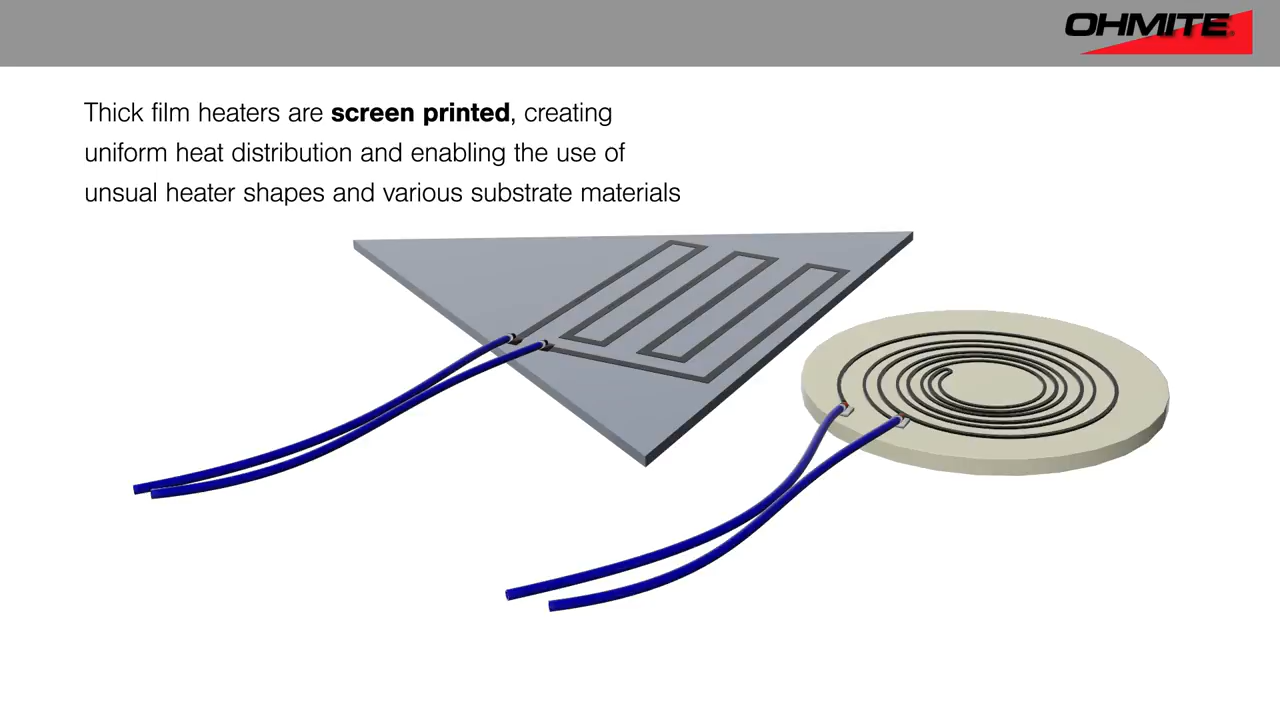 OHMITE
Thick film heaters are screen printed, creating
uniform heat distribution and enabling the use of
unsual heater shapes and various substrate materials